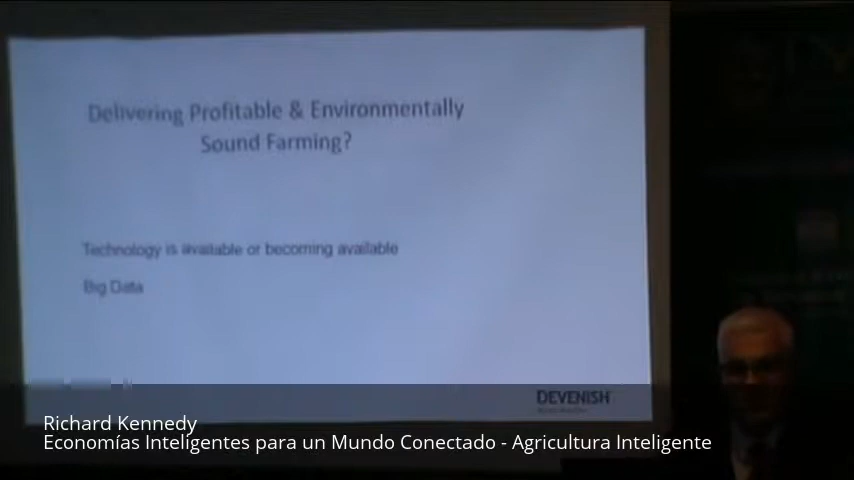 Delivering Profitable & Environmentally
Sound Farming?
Technology is available or becoming available
Big Data
DEVENISH
Richard Kennedy
Economías Inteligentes para un Mundo Conectado - Agricultura Inteligente